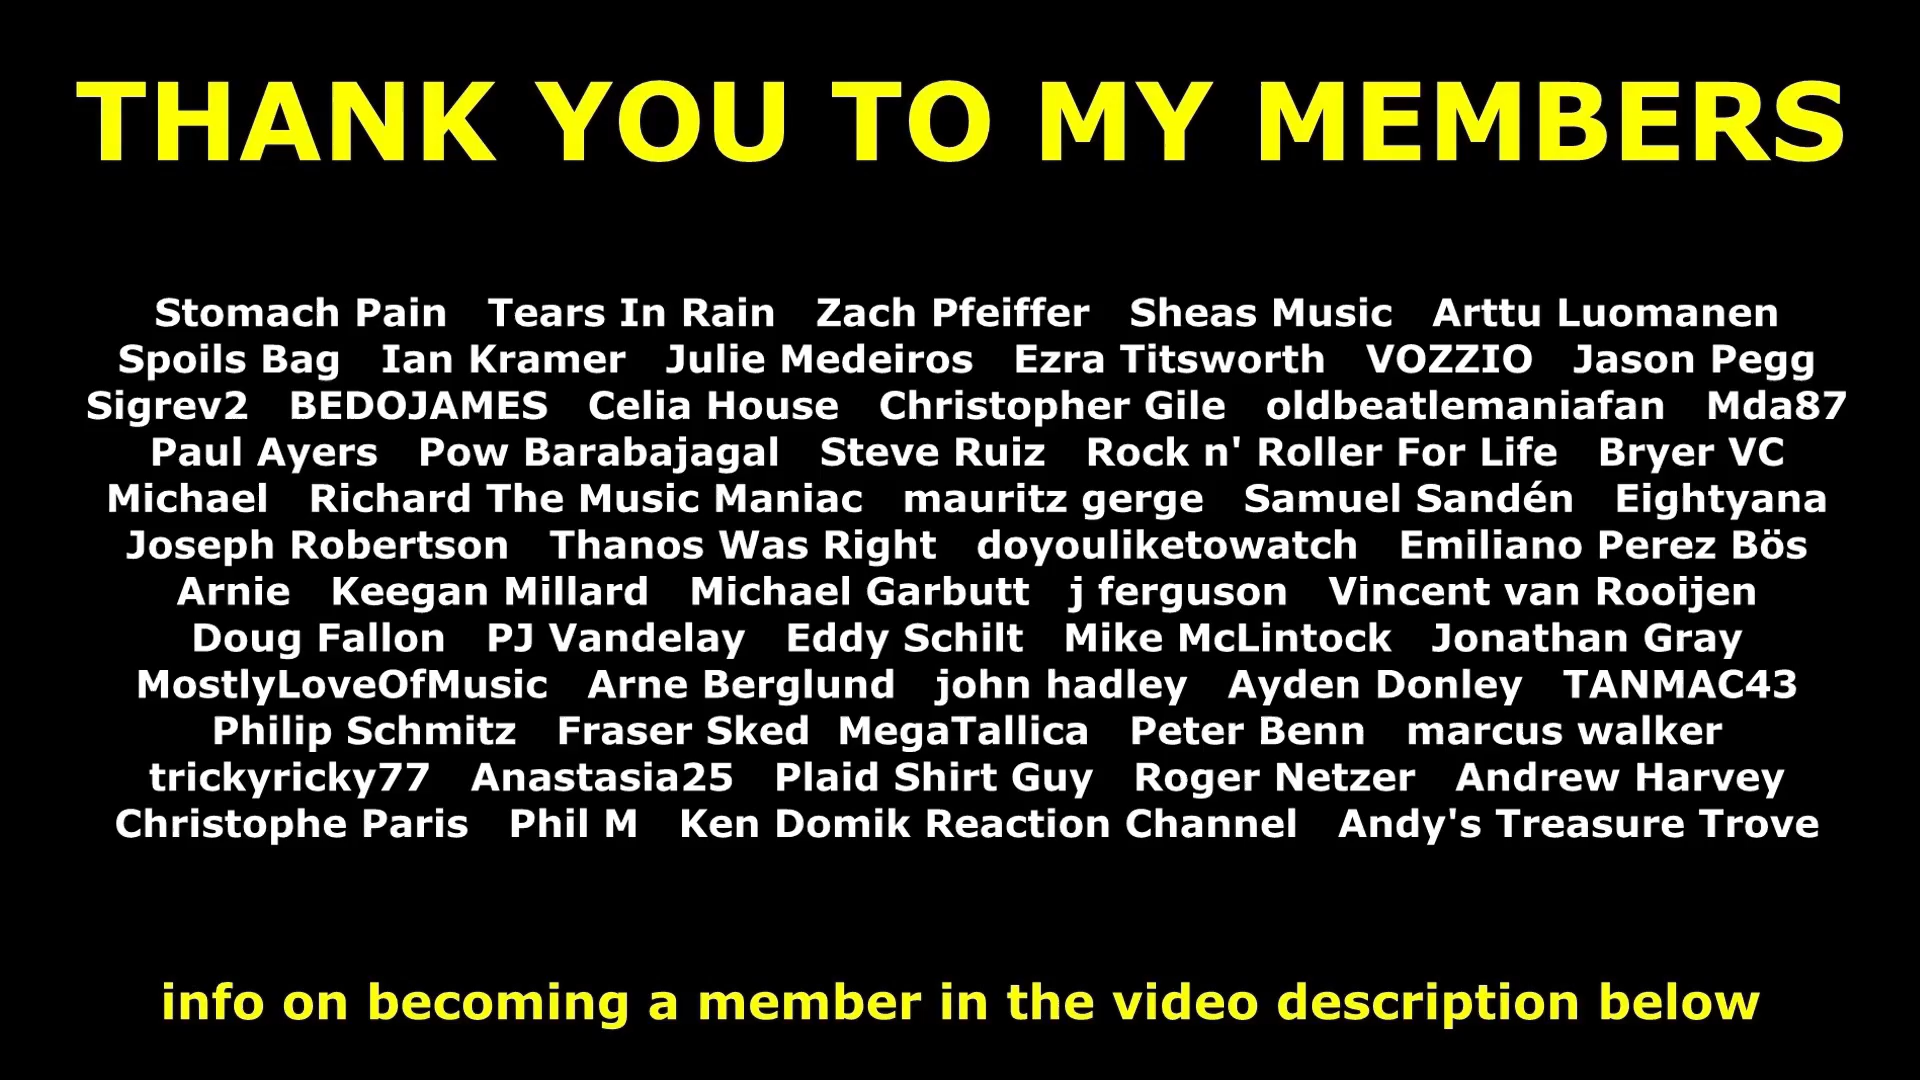 THANK YOU TO MY MEMBERS
Stomach Pain   Tears In Rain   Zach Pfeiffer   Sheas Music   Arttu Luomanen
Spoils Bag   Ian Kramer   Julie Medeiros   Ezra Titsworth   VOZZIO   Jason Pegg
Sigrev2   BEDOJAMES   Celia House   Christopher Gile   oldbeatlemaniafan   Mda87
Paul Ayers   Pow Barabajagal   Steve Ruiz   Rock n' Roller For Life   Bryer VC
Michael   Richard The Music Maniac   mauritz gerge   Samuel Sandén   Eightyana
Joseph Robertson   Thanos Was Right   doyouliketowatch   Emiliano Perez Bös
Arnie   Keegan Millard   Michael Garbutt   j ferguson   Vincent van Rooijen
Doug Fallon   PJ Vandelay   Eddy Schilt   Mike McLintock   Jonathan Gray
MostlyLoveOfMusic   Arne Berglund   john hadley   Ayden Donley   TANMAC43
Philip Schmitz   Fraser Sked  MegaTallica   Peter Benn   marcus walker
trickyricky77   Anastasia25   Plaid Shirt Guy   Roger Netzer   Andrew Harvey
Christophe Paris   Phil M   Ken Domik Reaction Channel   Andy's Treasure Trove
info on becoming a member in the video description below